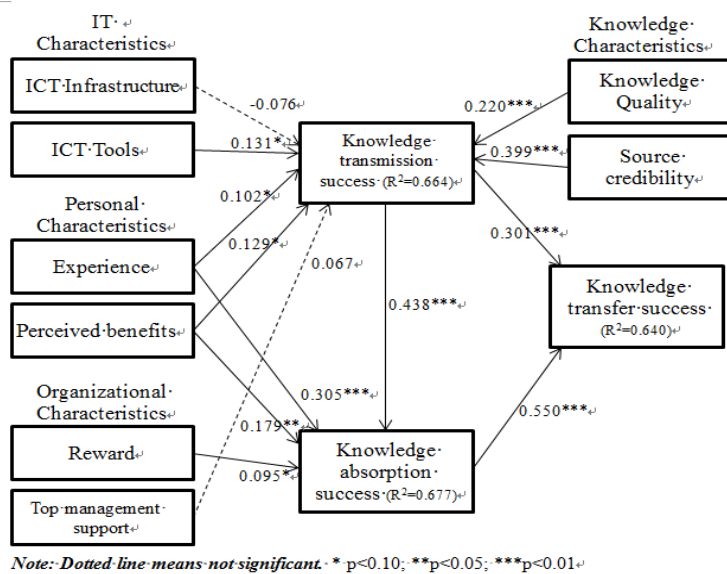 IT
Characteristics
ICT Infrastructure
ICT Tools
Personal
Characteristics
Experience
Perceived benefits
Organizational
Characteristics
Reward
Top management
support
-0.076
0.131*
0.102*
0.129*
0.067
0.305***
0.179**
0.095*
Knowledge
transmission
success (R²=0.664)
0.438***
Knowledge
absorption
success (R²=0.677)
Knowledge
Characteristics
Knowledge
Quality
Source
credibility
0.220***
0.399***
0.301***
Knowledge
transfer success
(R²=0.640)
0.550***
Note: Dotted line means not significant. * p<0.10; **p<0.05; ***p<0.01